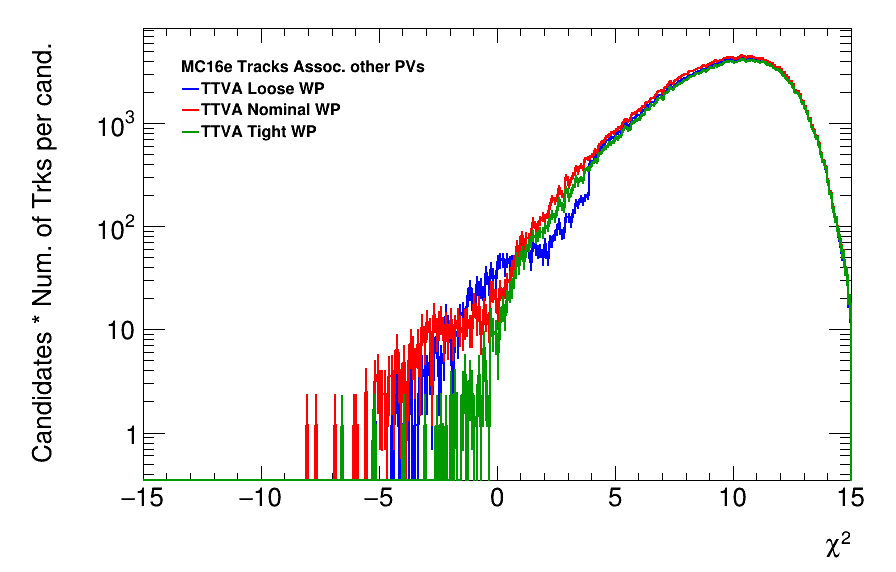 MC16e Tracks Assoc. other PVs
TTVA Loose WP
TTVA Nominal WP
TTVA Tight WP
Candidates * Num. of Trks per cand.
10³
10²
10
1
−15 −10 −5 0 5 10 15
χ²